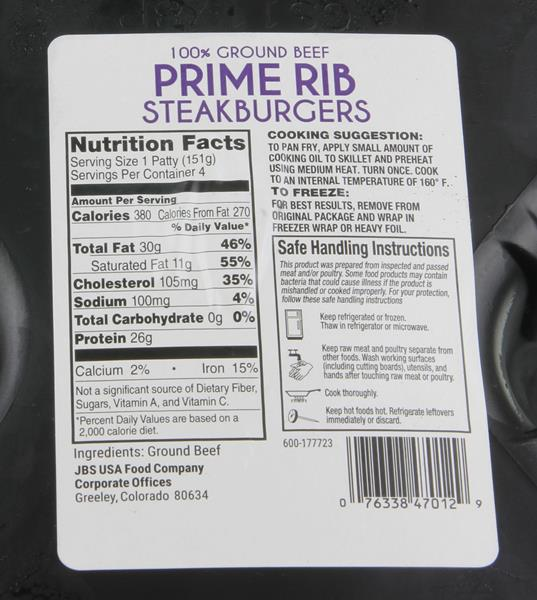 100% GROUND BEEF
PRIME RIB
STEAKBURGERS
Nutrition Facts
Serving Size 1 Patty (151g)
Servings Per Container 4
Amount Per Serving
Calories 380 Calories From Fat 270
% Daily Value*
Total Fat 30g 46%
Saturated Fat 11g 55%
Cholesterol 105mg 35%
Sodium 100mg 4%
Total Carbohydrate 0g 0%
Protein 26g
Calcium 2% • Iron 15%
Not a significant source of Dietary Fiber,
Sugars, Vitamin A, and Vitamin C.
*Percent Daily Values are based on a
2,000 calorie diet.
Ingredients: Ground Beef
JBS USA Food Company
Corporate Offices
Greeley, Colorado 80634
COOKING SUGGESTION:
TO PAN FRY, APPLY SMALL AMOUNT OF
COOKING OIL TO SKILLET AND PREHEAT
USING MEDIUM HEAT. TURN ONCE. COOK
TO AN INTERNAL TEMPERATURE OF 160° F.
TO FREEZE:
FOR BEST RESULTS, REMOVE FROM
ORIGINAL PACKAGE AND WRAP IN
FREEZER WRAP OR HEAVY FOIL.
Safe Handling Instructions
This product was prepared from inspected and passed
meat and/or poultry. Some food products may contain
bacteria that could cause illness if the product is
mishandled or cooked improperly. For your protection,
follow these safe handling instructions
Keep refrigerated or frozen.
Thaw in refrigerator or microwave.
Keep raw meat and poultry separate from
other foods. Wash working surfaces
(including cutting boards), utensils, and
hands after touching raw meat or poultry.
Cook thoroughly.
Keep hot foods hot. Refrigerate leftovers
immediately or discard.
600-177723
0 76338 47012 9